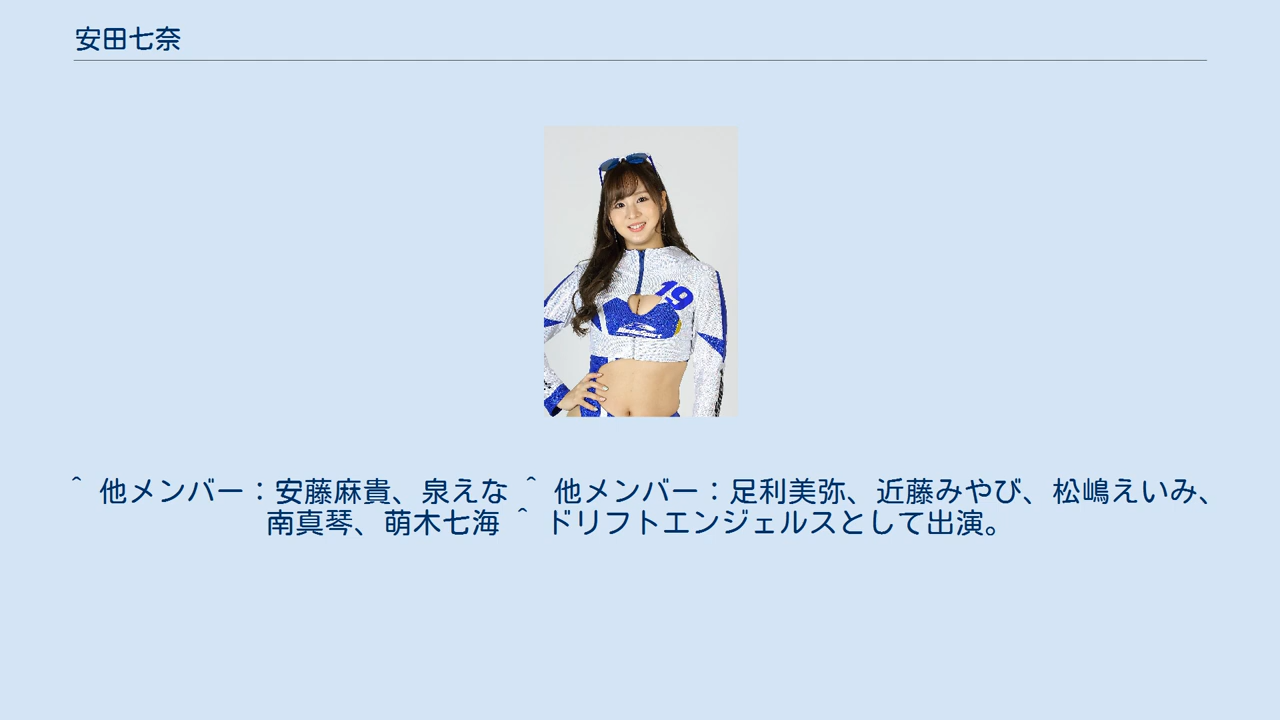 安田七奈
19
^ 他メンバー：安藤麻貴、泉えな ^ 他メンバー：足利美弥、近藤みやび、松嶋えいみ、
南真琴、萌木七海 ^ ドリフトエンジェルスとして出演。